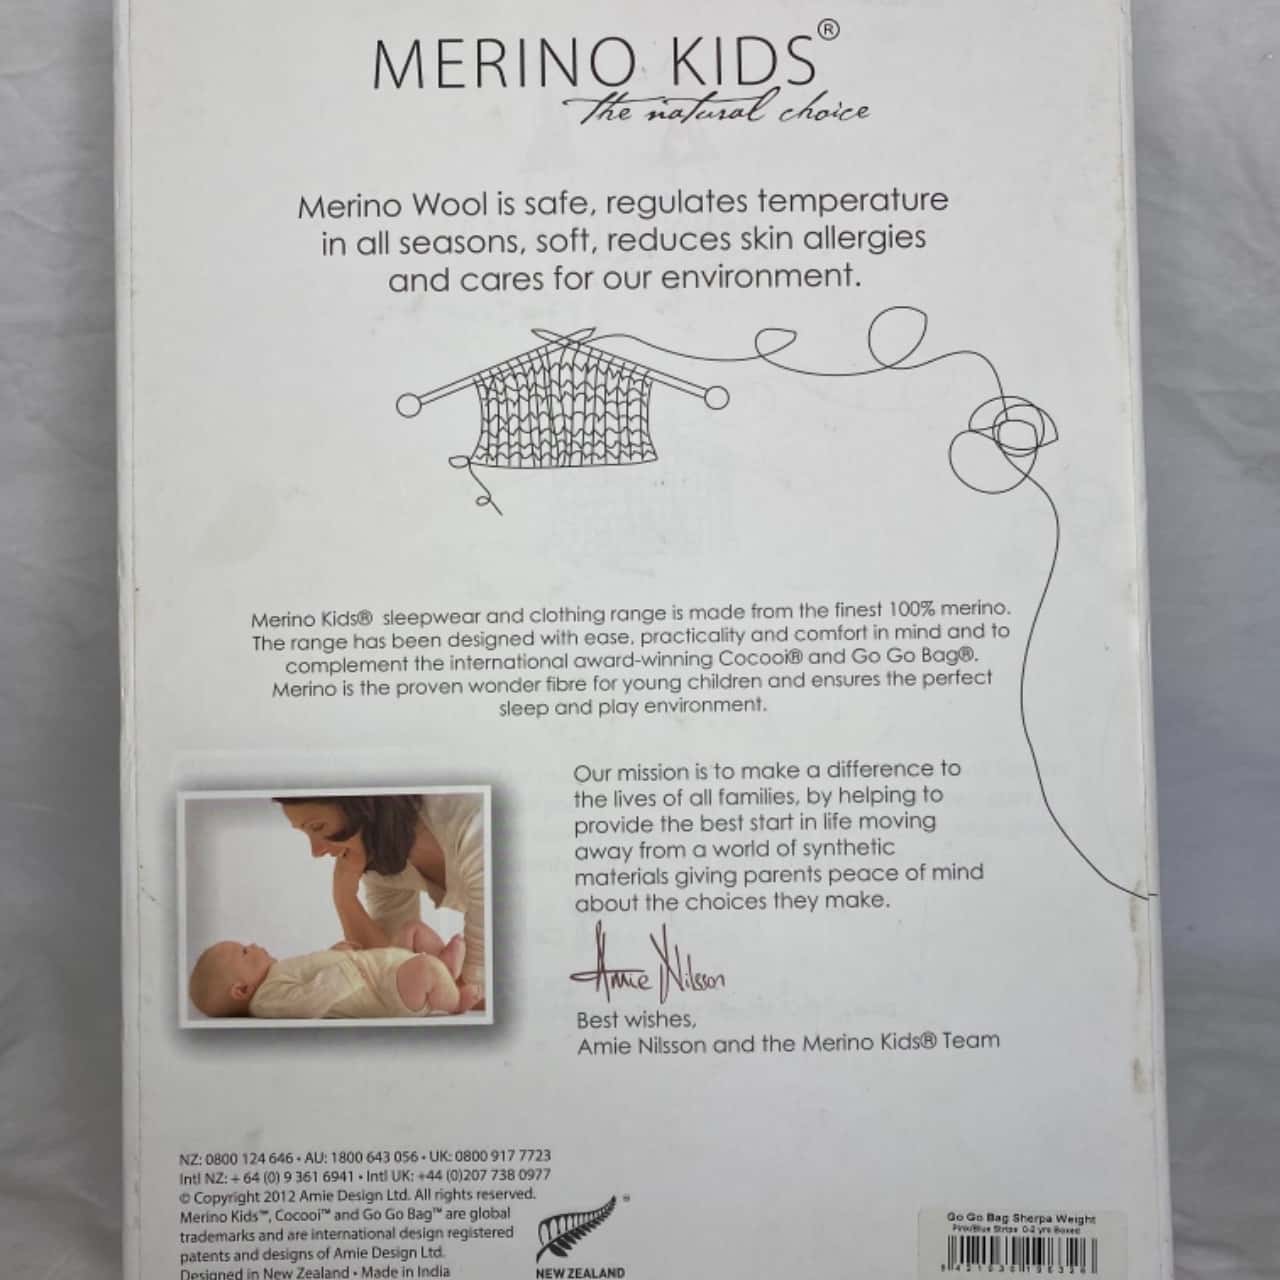 MERINO KIDS®
the natural choice
Merino Wool is safe, regulates temperature
in all seasons, soft, reduces skin allergies
and cares for our environment.
Merino Kids® sleepwear and clothing range is made from the finest 100% merino.
The range has been designed with ease, practicality and comfort in mind and to
complement the international award-winning Cocooi® and Go Go Bag®.
Merino is the proven wonder fibre for young children and ensures the perfect
sleep and play environment.
Our mission is to make a difference to
the lives of all families, by helping to
provide the best start in life moving
away from a world of synthetic
materials giving parents peace of mind
about the choices they make.
Amie Nilsson
Best wishes,
Amie Nilsson and the Merino Kids® Team
NZ: 0800 124 646 • AU: 1800 643 056 • UK: 0800 917 7723
Intl NZ: + 64 (0) 9 361 6941 • Intl UK: +44 (0)207 738 0977
© Copyright 2012 Amie Design Ltd. All rights reserved.
Merino Kids™, Cocooi™ and Go Go Bag™ are global
trademarks and are international design registered
patents and designs of Amie Design Ltd.
Designed in New Zealand • Made in India
NEW ZEALAND
Go Go Bag Sherpa Weight
Pink/Blue Stripe 0-2 yrs Boxed